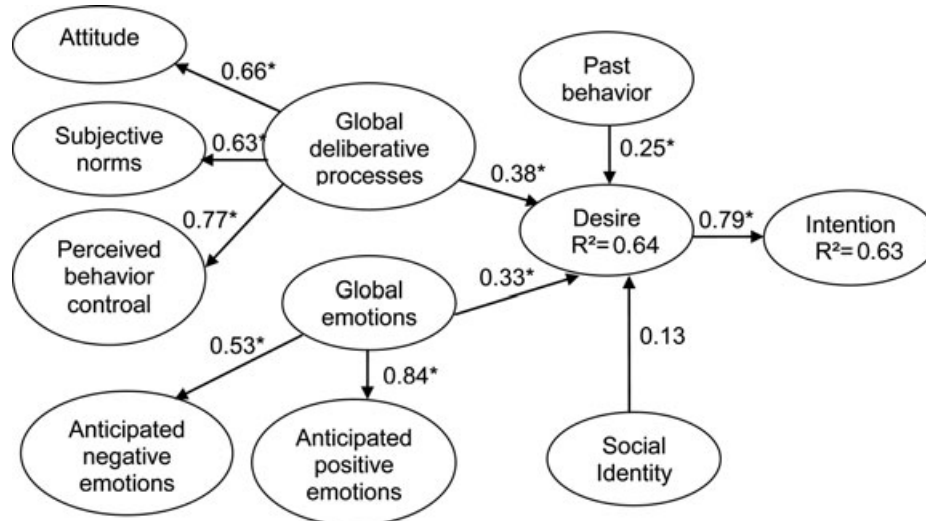 Attitude
0.66*
Past
behavior
Global
deliberative
processes
Subjective
norms
0.63*
0.25*
0.38*
0.77*
Desire
R²=0.64
0.79*
Intention
R²=0.63
Perceived
behavior
controal
Global
emotions
0.33*
0.53*
0.84*
0.13
Anticipated
negative
emotions
Anticipated
positive
emotions
Social
Identity